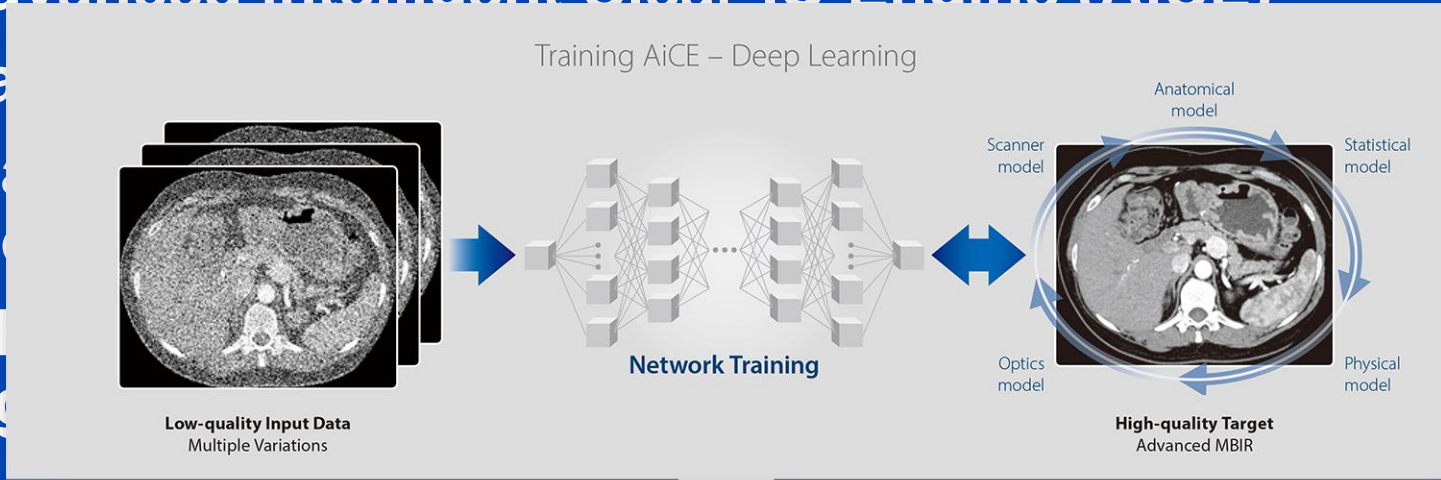 Training AiCE – Deep Learning
Anatomical
model
Scanner
model
Statistical
model
Network Training
Optics
model
Physical
model
Low-quality Input Data
Multiple Variations
High-quality Target
Advanced MBIR